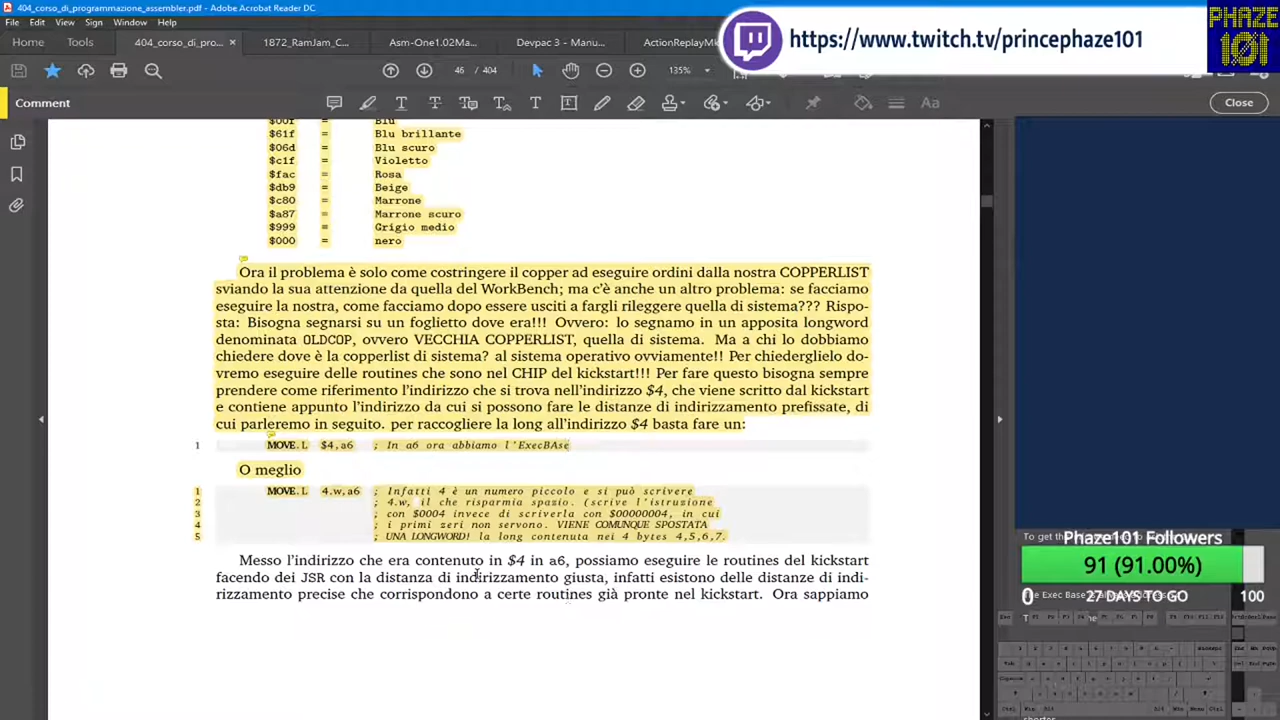 404_corso_di_programmazione_assembler.pdf - Adobe Acrobat Reader DC
File Edit View Sign Window Help
Home Tools 404_corso_di_pro... × 1872_RamJam_C... Asm-One1.02Ma... Devpac 3 - Manu... ActionReplayMk
https://www.twitch.tv/princephaze101
PHAZE
101
46 / 404 135%
Comment
Close
$00f = Blu
$61f = Blu brillante
$06d = Blu scuro
$c1f = Violetto
$fac = Rosa
$db9 = Beige
$c80 = Marrone
$a87 = Marrone scuro
$999 = Grigio medio
$000 = nero
Ora il problema è solo come costringere il copper ad eseguire ordini dalla nostra COPPERLIST
sviando la sua attenzione da quella del WorkBench; ma c'è anche un altro problema: se facciamo
eseguire la nostra, come facciamo dopo essere usciti a fargli rileggere quella di sistema??? Rispo-
sta: Bisogna segnarsi su un foglietto dove era!!! Ovvero: lo segnamo in un apposita longword
denominata OLDCOP, ovvero VECCHIA COPPERLIST, quella di sistema. Ma a chi lo dobbiamo
chiedere dove è la copperlist di sistema? al sistema operativo ovviamente!! Per chiederglielo do-
vremo eseguire delle routines che sono nel CHIP del kickstart!!! Per fare questo bisogna sempre
prendere come riferimento l'indirizzo che si trova nell'indirizzo $4, che viene scritto dal kickstart
e contiene appunto l'indirizzo da cui si possono fare le distanze di indirizzamento prefissate, di
cui parleremo in seguito. per raccogliere la long all'indirizzo $4 basta fare un:
1 MOVE.L $4,a6 ; In a6 ora abbiamo l'ExecBAse
O meglio
1 MOVE.L 4.w,a6 ; Infatti 4 è un numero piccolo e si può scrivere
2 ; 4.w, il che risparmia spazio. (scrive l'istruzione
3 ; con $0004 invece di scriverla con $00000004, in cui
4 ; i primi zeri non servono. VIENE COMUNQUE SPOSTATA
5 ; UNA LONGWORD! la long contenuta nei 4 bytes 4,5,6,7.
Messo l'indirizzo che era contenuto in $4 in a6, possiamo eseguire le routines del kickstart
facendo dei JSR con la distanza di indirizzamento giusta, infatti esistono delle distanze di indi-
rizzamento precise che corrispondono a certe routines già pronte nel kickstart. Ora sappiamo
To get the
Phaze101 Followers
91 (91.00%)
0 27 DAYS TO GO 100